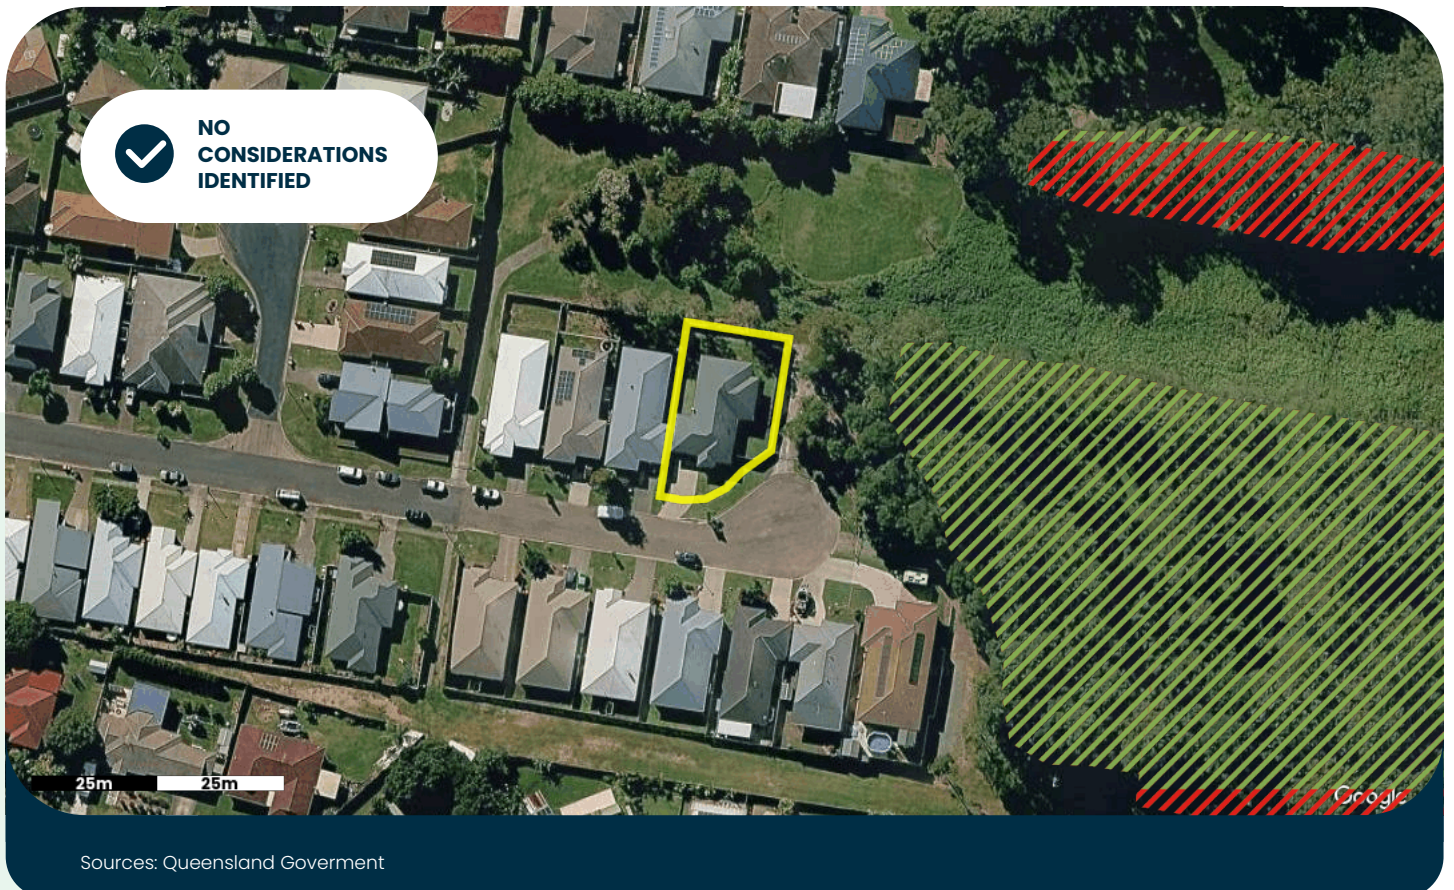 NO
CONSIDERATIONS
IDENTIFIED
25m 25m
Google
Sources: Queensland Goverment